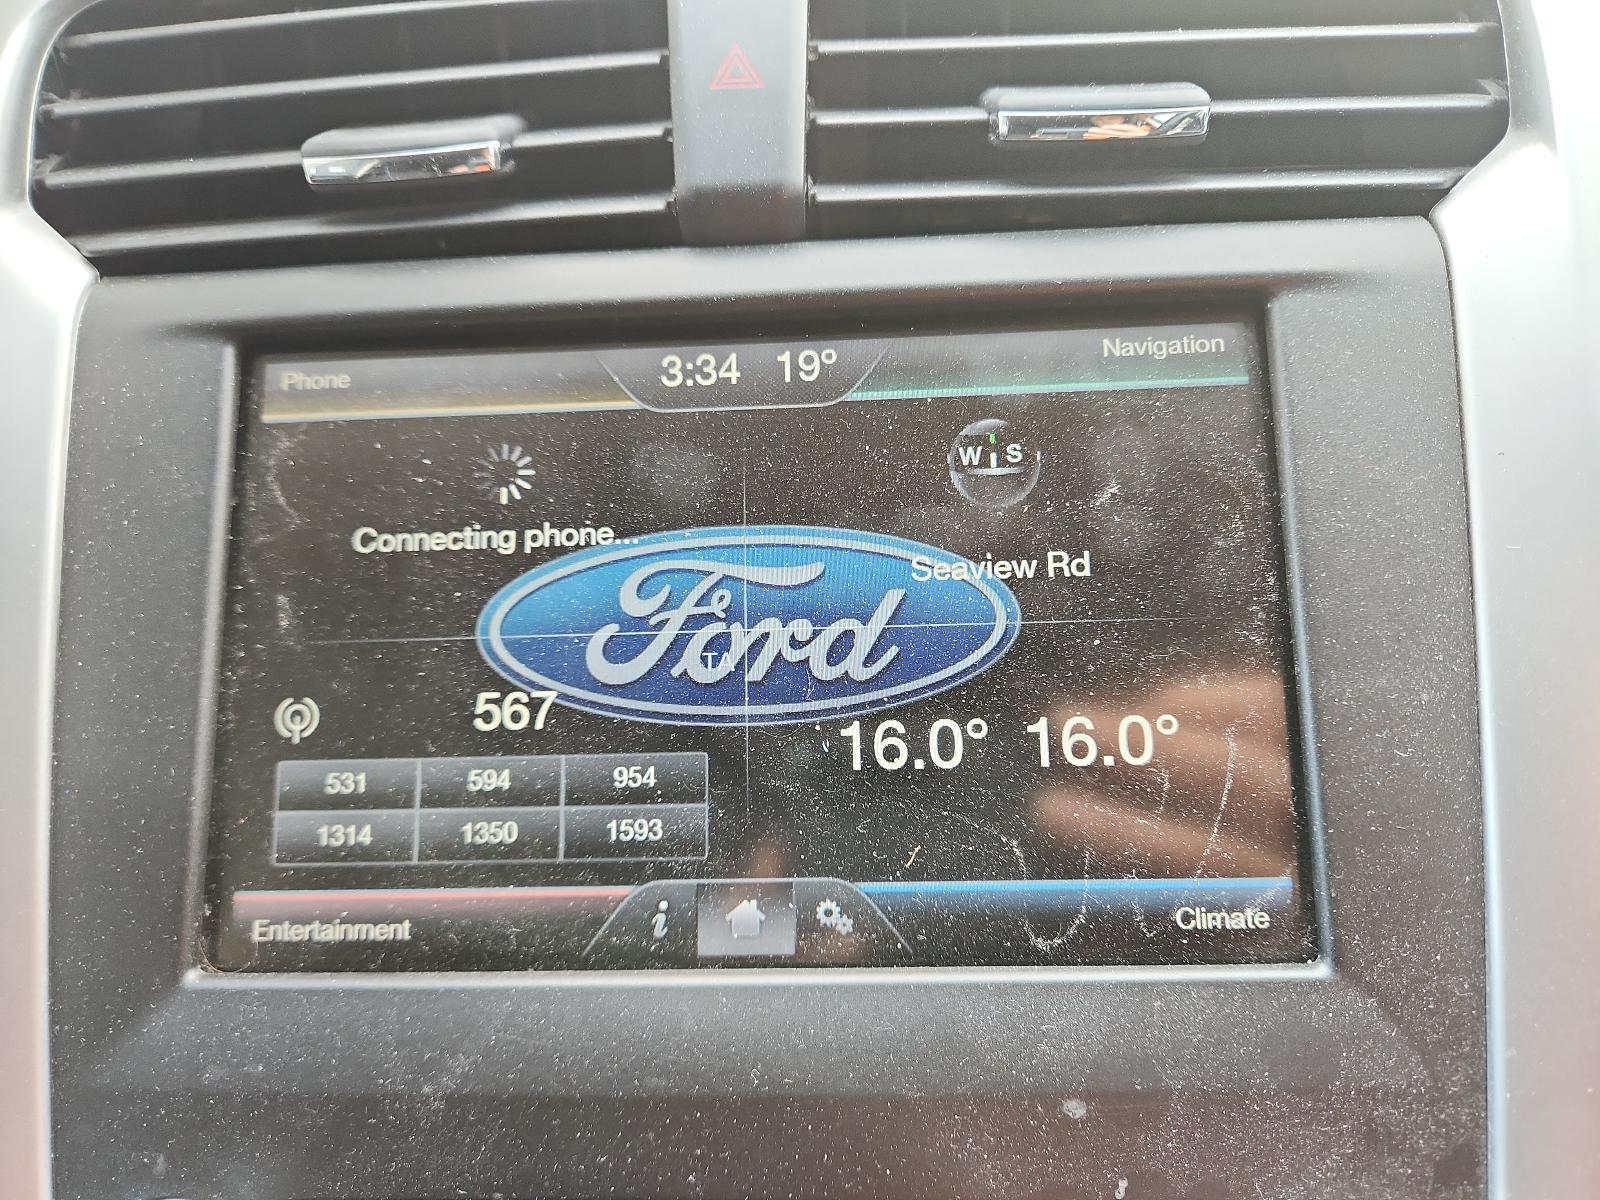 Phone
3:34 19°
Navigation
W S
Connecting phone...
Seaview Rd
Ford
TA
567
16.0° 16.0°
531 594 954
1314 1350 1593
Entertainment
i
Climate